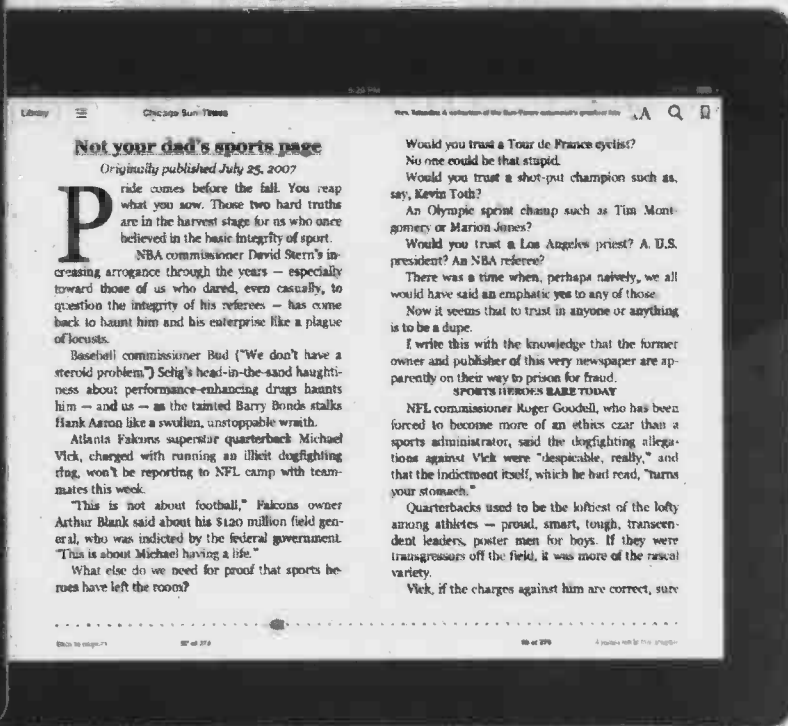 5:20 PM
Library
Chicago Sun-Times
AA
Not your dad's sports page
Originally published July 25, 2007
Pride comes before the fall. You reap
what you sow. Those two hard truths
are in the harvest stage for us who once
believed in the basic integrity of sport.
NBA commissioner David Stern's in-
creasing arrogance through the years — especially
toward those of us who dared, even casually, to
question the integrity of his referees — has come
back to haunt him and his enterprise like a plague
of locusts.
Baseball commissioner Bud ("We don't have a
steroid problem") Selig's head-in-the-sand haughti-
ness about performance-enhancing drugs haunts
him — and us — as the tainted Barry Bonds stalks
Hank Aaron like a swollen, unstoppable wraith.
Atlanta Falcons superstar quarterback Michael
Vick, charged with running an illicit dogfighting
ring, won't be reporting to NFL camp with team-
mates this week.
"This is not about football," Falcons owner
Arthur Blank said about his $120 million field gen-
eral, who was indicted by the federal government.
"This is about Michael having a life."
What else do we need for proof that sports he-
roes have left the room?
Would you trust a Tour de France cyclist?
No one could be that stupid.
Would you trust a shot-put champion such as,
say, Kevin Toth?
An Olympic sprint champ such as Tim Mont-
gomery or Marion Jones?
Would you trust a Los Angeles priest? A U.S.
president? An NBA referee?
There was a time when, perhaps naively, we all
would have said an emphatic yes to any of those.
Now it seems that to trust in anyone or anything
is to be a dupe.
I write this with the knowledge that the former
owner and publisher of this very newspaper are ap-
parently on their way to prison for fraud.
SPORTS HEROES RARE TODAY
NFL commissioner Roger Goodell, who has been
forced to become more of an ethics czar than a
sports administrator, said the dogfighting allega-
tions against Vick were "despicable, really," and
that the indictment itself, which he had read, "turns
your stomach."
Quarterbacks used to be the loftiest of the lofty
among athletes — proud, smart, tough, transcen-
dent leaders, poster men for boys. If they were
transgressors off the field, it was more of the rascal
variety.
Vick, if the charges against him are correct, sure
of 276
of 276